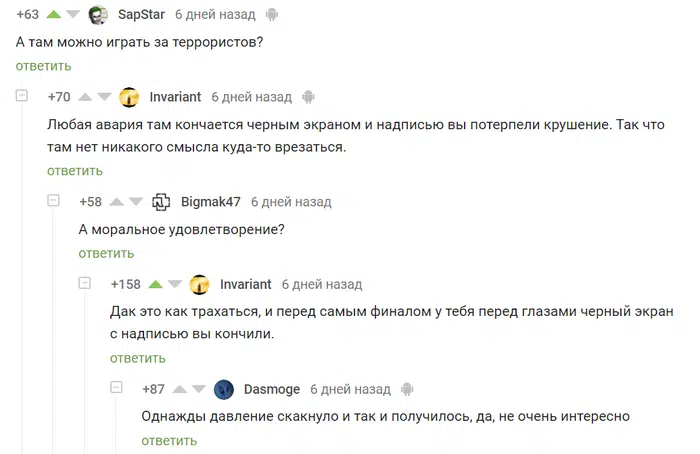 +63 SapStar 6 дней назад
А там можно играть за террористов?
ответить
+70 Invariant 6 дней назад
Любая авария там кончается черным экраном и надписью вы потерпели крушение. Так что
там нет никакого смысла куда-то врезаться.
ответить
+58 Bigmak47 6 дней назад
А моральное удовлетворение?
ответить
+158 Invariant 6 дней назад
Дак это как трахаться, и перед самым финалом у тебя перед глазами черный экран
с надписью вы кончили.
ответить
+87 Dasmoge 6 дней назад
Однажды давление скакнуло и так и получилось, да, не очень интересно
ответить